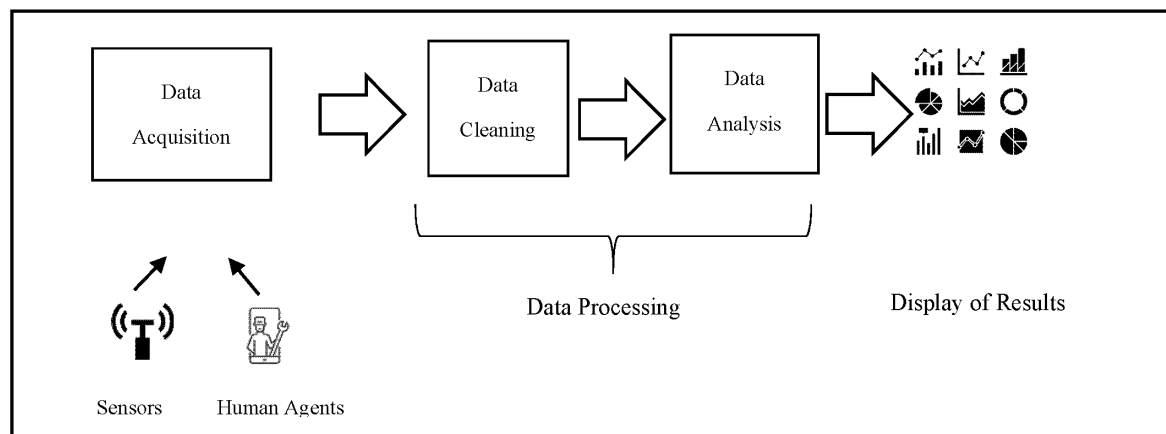 Data
Acquisition
Data
Cleaning
Data
Analysis
Data Processing
Display of Results
Sensors
Human Agents